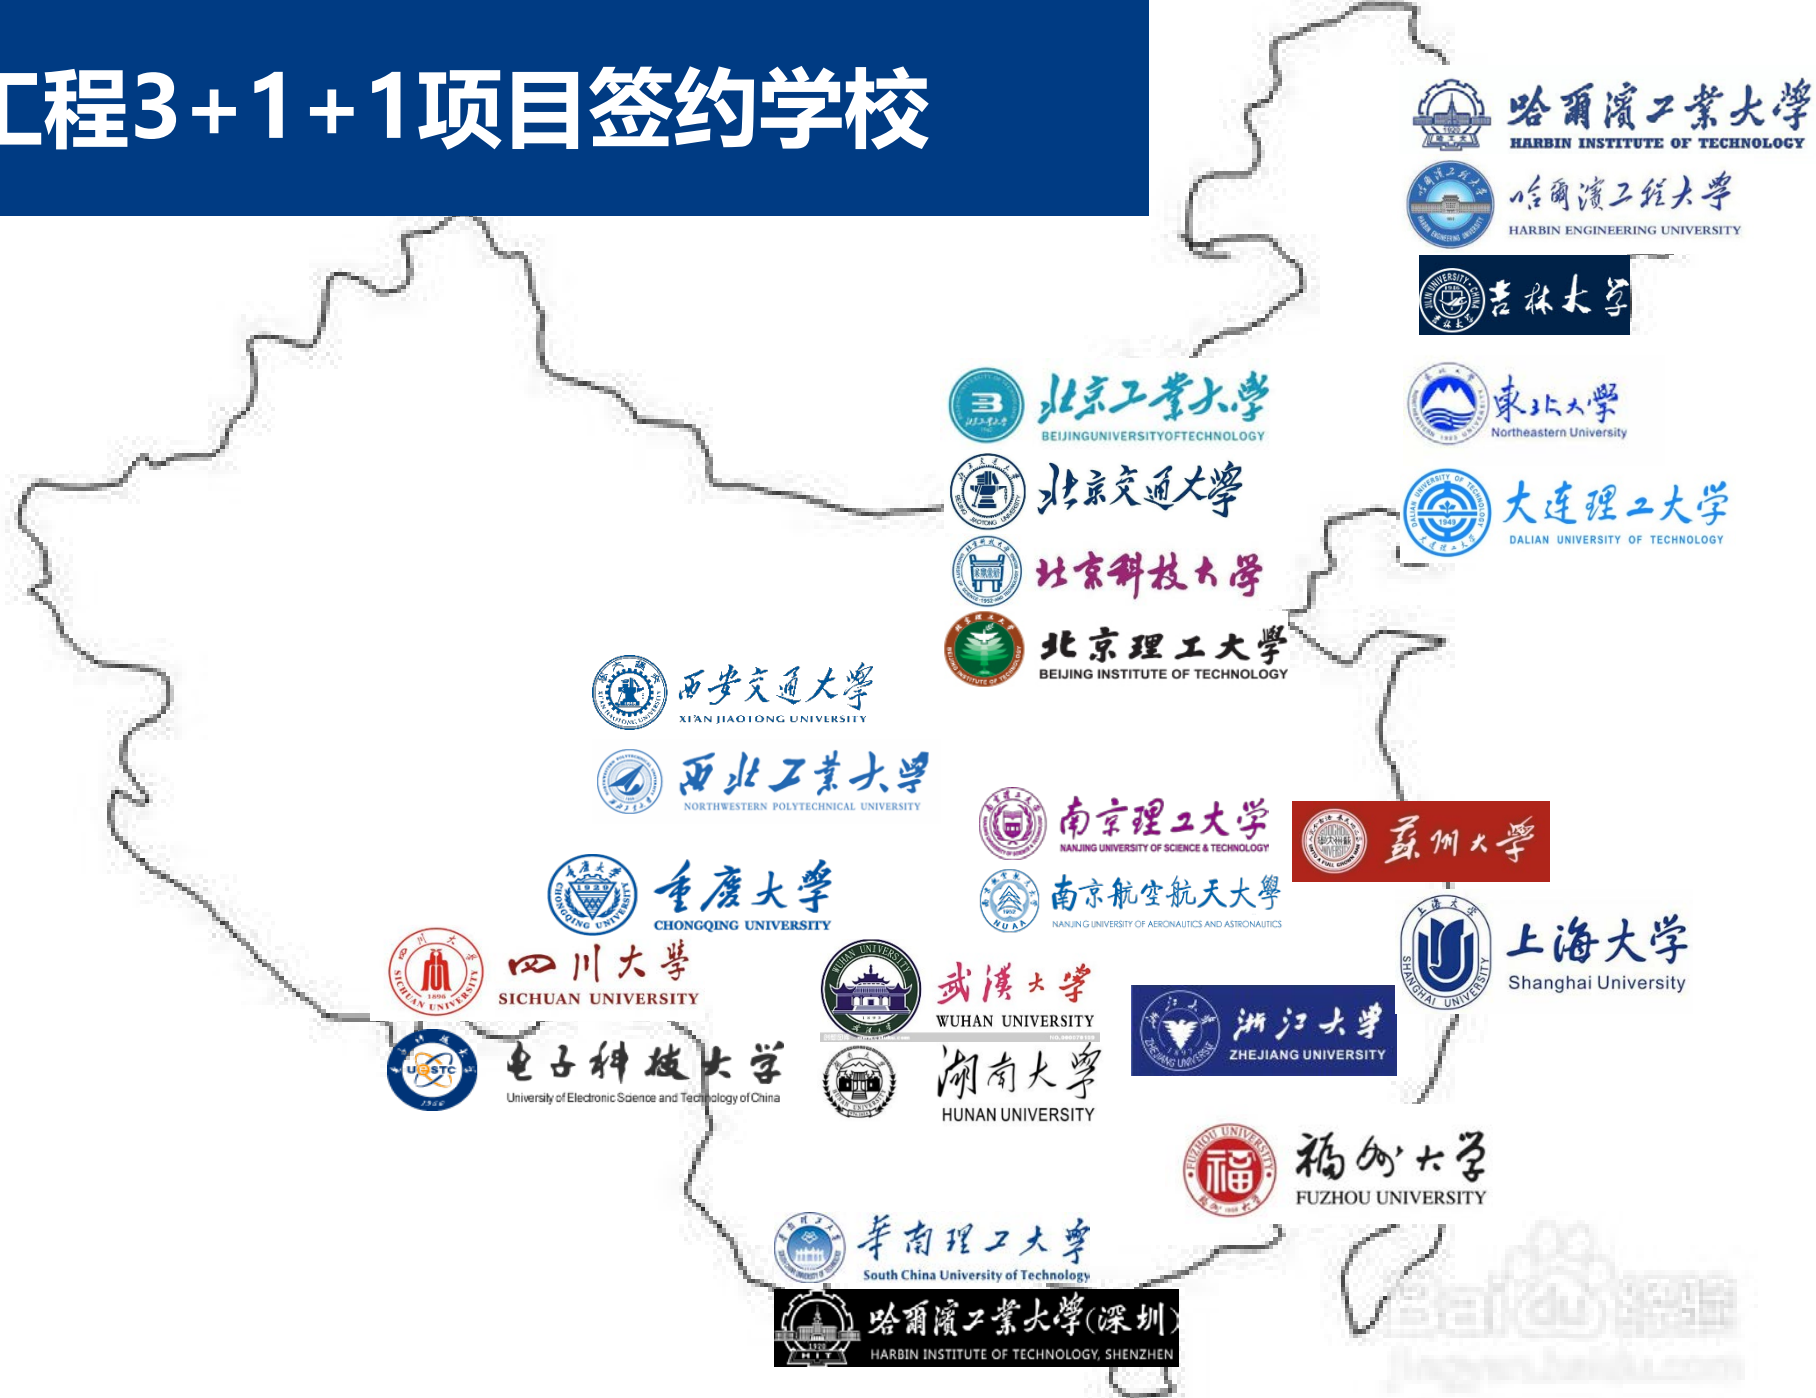 工程3+1+1项目签约学校
哈爾濱工業大學
HARBIN INSTITUTE OF TECHNOLOGY
哈爾濱工程大學
HARBIN ENGINEERING UNIVERSITY
吉林大学
北京工業大學
BEIJINGUNIVERSITYOFTECHNOLOGY
東北大學
Northeastern University
北京交通大學
大连理工大学
DALIAN UNIVERSITY OF TECHNOLOGY
北京科技大学
北京理工大學
BEIJING INSTITUTE OF TECHNOLOGY
西安交通大學
XI'AN JIAOTONG UNIVERSITY
西北工業大學
NORTHWESTERN POLYTECHNICAL UNIVERSITY
南京理工大学
NANJING UNIVERSITY OF SCIENCE & TECHNOLOGY
蘇州大學
重慶大學
CHONGQING UNIVERSITY
南京航空航天大學
NANJING UNIVERSITY OF AERONAUTICS AND ASTRONAUTICS
四川大學
SICHUAN UNIVERSITY
武漢大學
WUHAN UNIVERSITY
上海大学
Shanghai University
浙江大學
ZHEJIANG UNIVERSITY
电子科技大学
University of Electronic Science and Technology of China
湖南大學
HUNAN UNIVERSITY
福州大学
FUZHOU UNIVERSITY
華南理工大學
South China University of Technology
哈爾濱工業大學(深圳)
HARBIN INSTITUTE OF TECHNOLOGY, SHENZHEN
Baidu 经验
jingyan.baidu.com